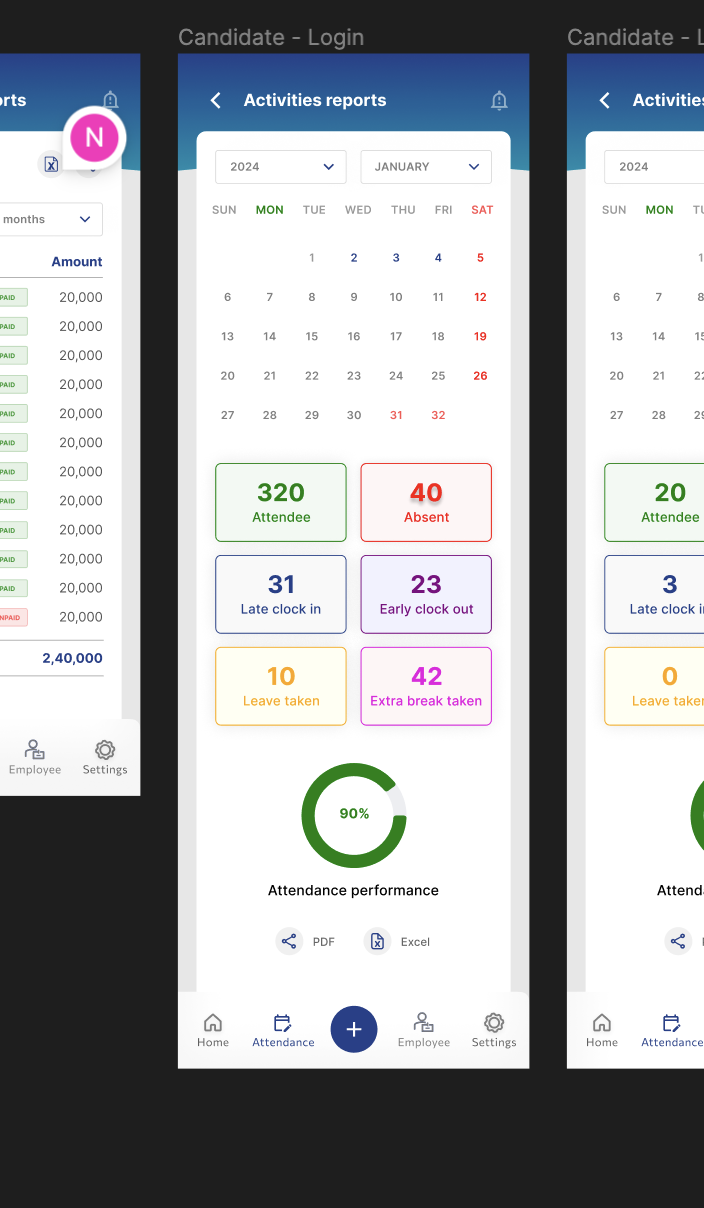 Candidate - Login
Candidate - L
orts
N
months
Amount
PAID 20,000
PAID 20,000
PAID 20,000
PAID 20,000
PAID 20,000
PAID 20,000
PAID 20,000
PAID 20,000
PAID 20,000
PAID 20,000
PAID 20,000
NPAID 20,000
2,40,000
Employee Settings
Activities reports
2024 JANUARY
SUN MON TUE WED THU FRI SAT
1 2 3 4 5
6 7 8 9 10 11 12
13 14 15 16 17 18 19
20 21 22 23 24 25 26
27 28 29 30 31 32
320 40
Attendee Absent
31 23
Late clock in Early clock out
10 42
Leave taken Extra break taken
90%
Attendance performance
PDF Excel
Home Attendance + Employee Settings
Activities
2024
SUN MON TU
1
6 7 8
13 14 15
20 21 22
27 28 29
20
Attendee
3
Late clock in
0
Leave taken
Attenda
Home Attendance